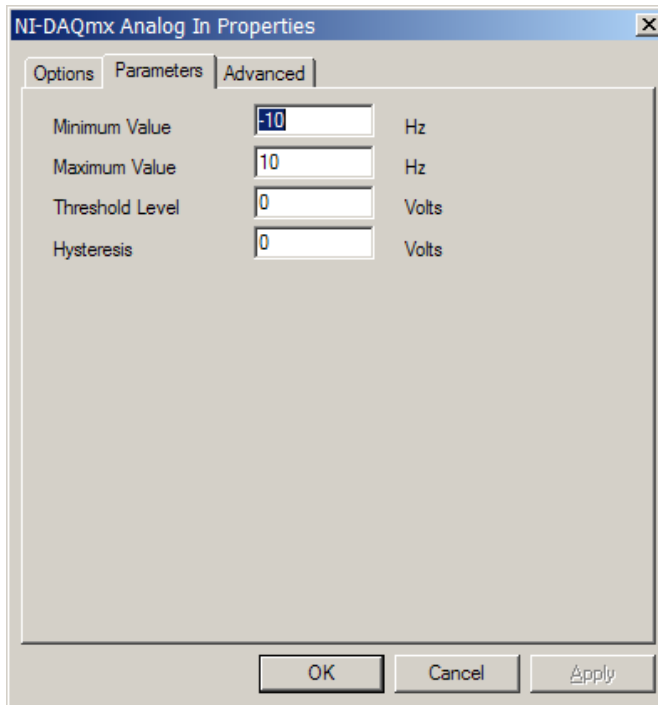 NI-DAQmx Analog In Properties
Options Parameters Advanced
Minimum Value -10 Hz
Maximum Value 10 Hz
Threshold Level 0 Volts
Hysteresis 0 Volts
OK Cancel Apply